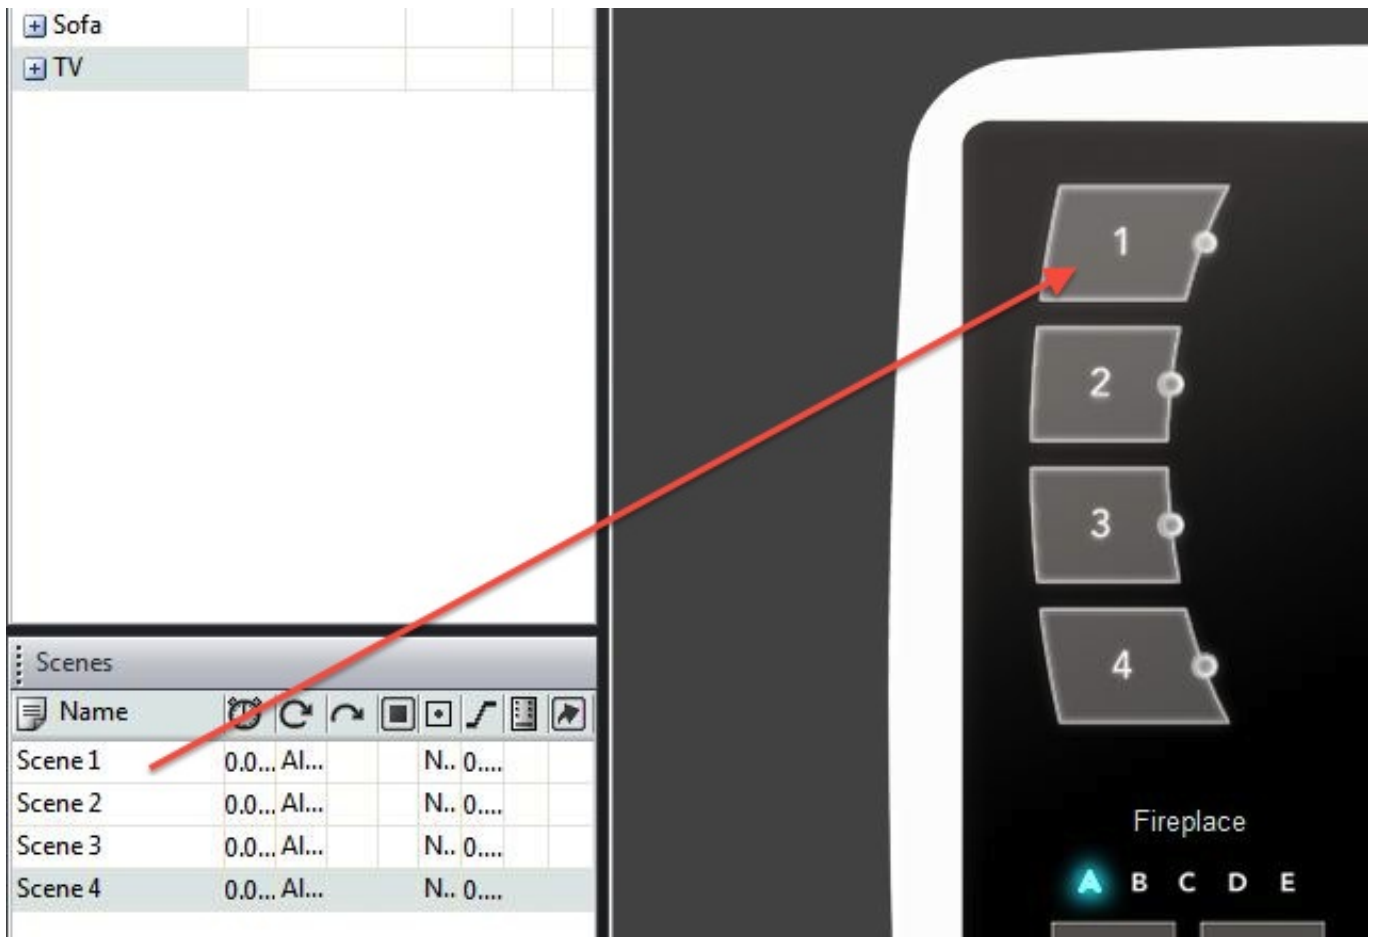 Sofa
TV
Scenes
Name
Scene 1 0.0... Al... N.. 0....
Scene 2 0.0... Al... N.. 0....
Scene 3 0.0... Al... N.. 0....
Scene 4 0.0... Al... N.. 0....
1
2
3
4
Fireplace
A B C D E